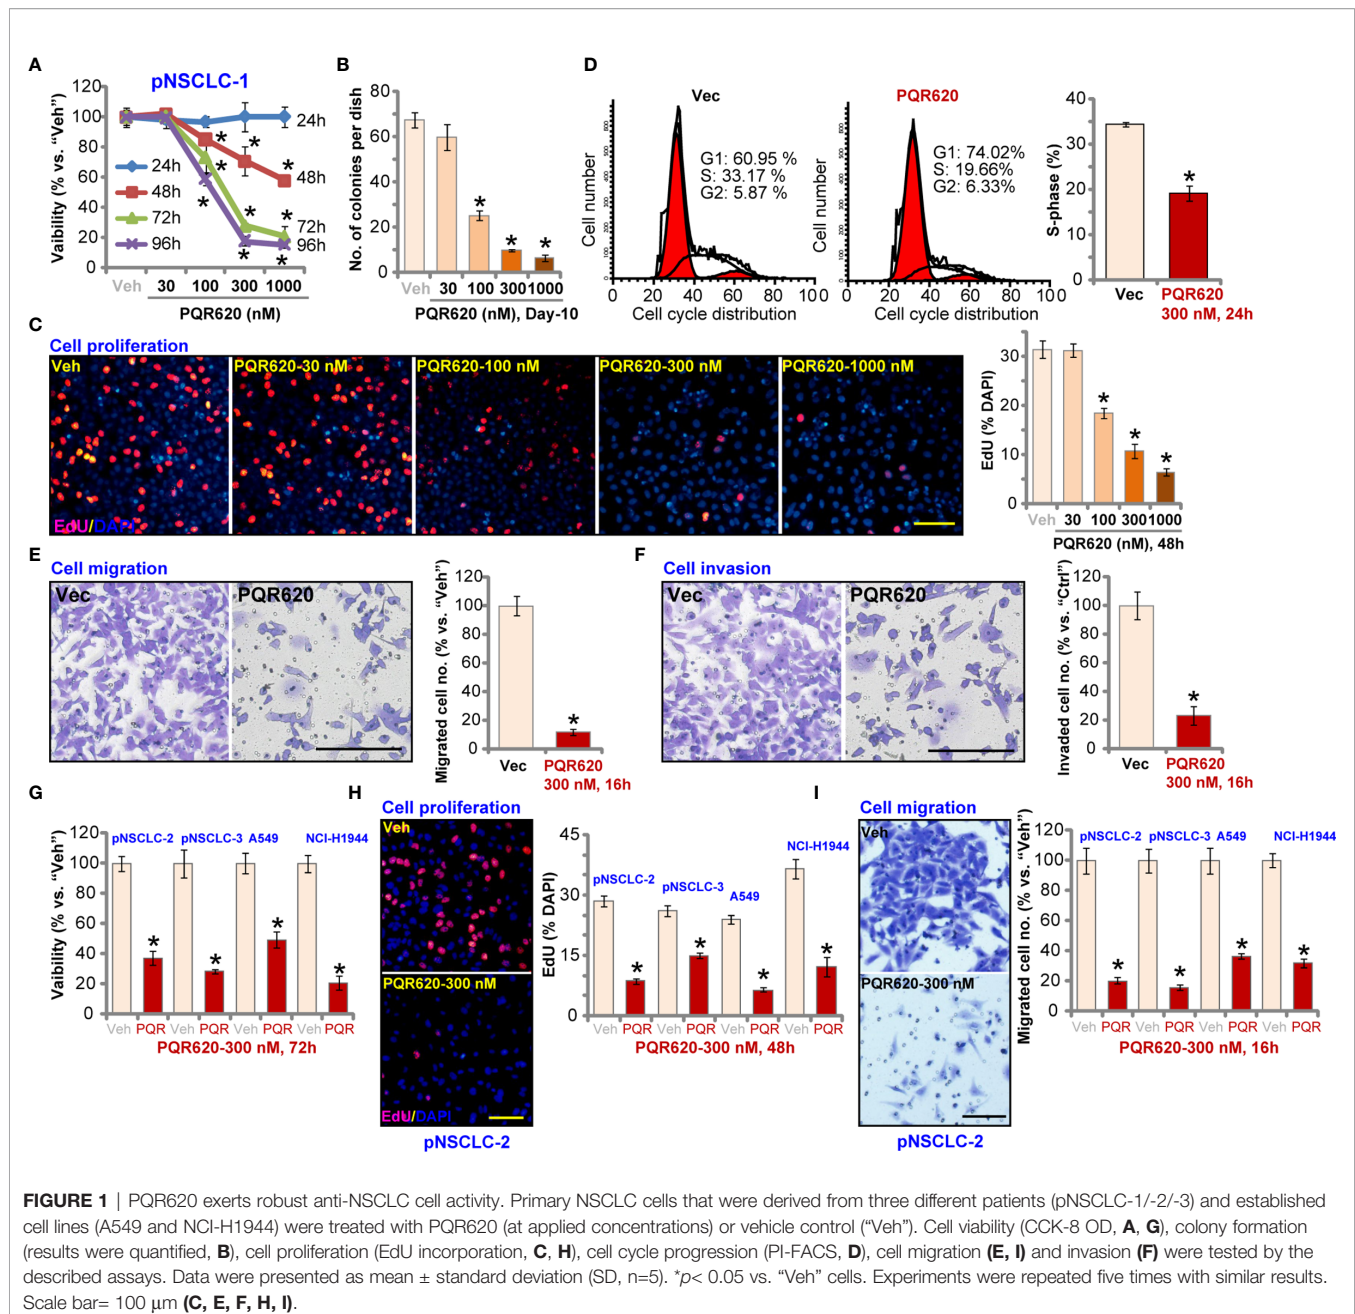 A
pNSCLC-1
Vaibility (% vs. “Veh”)
120
100
80
60
40
20
0
24h
48h
72h
96h
24h
48h
72h
96h
* * * * * * * * *
Veh 30 100 300 1000
PQR620 (nM)
B
No. of colonies per dish
80
60
40
20
0
* * *
Veh 30 100 300 1000
PQR620 (nM), Day-10
D
Vec
Cell number
G1: 60.95 %
S: 33.17 %
G2: 5.87 %
0 20 40 60 80 100
Cell cycle distribution
PQR620
Cell number
G1: 74.02%
S: 19.66%
G2: 6.33%
0 20 40 60 80 100
Cell cycle distribution
S-phase (%)
40
30
20
10
0
*
Vec PQR620
300 nM, 24h
C
Cell proliferation
Veh PQR620-30 nM PQR620-100 nM PQR620-300 nM PQR620-1000 nM
EdU/DAPI
EdU (% DAPI)
30
20
10
0
* * *
Veh 30 100 300 1000
PQR620 (nM), 48h
E
Cell migration
Vec PQR620
Migrated cell no. (% vs. “Veh”)
120
100
80
60
40
20
0
*
Vec PQR620
300 nM, 16h
F
Cell invasion
Vec PQR620
Invaded cell no. (% vs. “Ctrl”)
120
100
80
60
40
20
0
*
Vec PQR620
300 nM, 16h
G
Vaibility (% vs. “Veh”)
120
100
80
60
40
20
0
pNSCLC-2 pNSCLC-3 A549 NCI-H1944
* * * *
Veh PQR Veh PQR Veh PQR Veh PQR
PQR620-300 nM, 72h
H
Cell proliferation
Veh
PQR620-300 nM
EdU/DAPI
pNSCLC-2
EdU (% DAPI)
45
30
15
0
pNSCLC-2 pNSCLC-3 A549 NCI-H1944
* * * *
Veh PQR Veh PQR Veh PQR Veh PQR
PQR620-300 nM, 48h
I
Cell migration
Veh
PQR620-300 nM
pNSCLC-2
Migrated cell no. (% vs. “Veh”)
120
100
80
60
40
20
0
pNSCLC-2 pNSCLC-3 A549 NCI-H1944
* * * *
Veh PQR Veh PQR Veh PQR Veh PQR
PQR620-300 nM, 16h
FIGURE 1 | PQR620 exerts robust anti-NSCLC cell activity. Primary NSCLC cells that were derived from three different patients (pNSCLC-1/-2/-3) and established
cell lines (A549 and NCI-H1944) were treated with PQR620 (at applied concentrations) or vehicle control (“Veh”). Cell viability (CCK-8 OD, A, G), colony formation
(results were quantified, B), cell proliferation (EdU incorporation, C, H), cell cycle progression (PI-FACS, D), cell migration (E, I) and invasion (F) were tested by the
described assays. Data were presented as mean ± standard deviation (SD, n=5). *p< 0.05 vs. “Veh” cells. Experiments were repeated five times with similar results.
Scale bar= 100 μm (C, E, F, H, I).